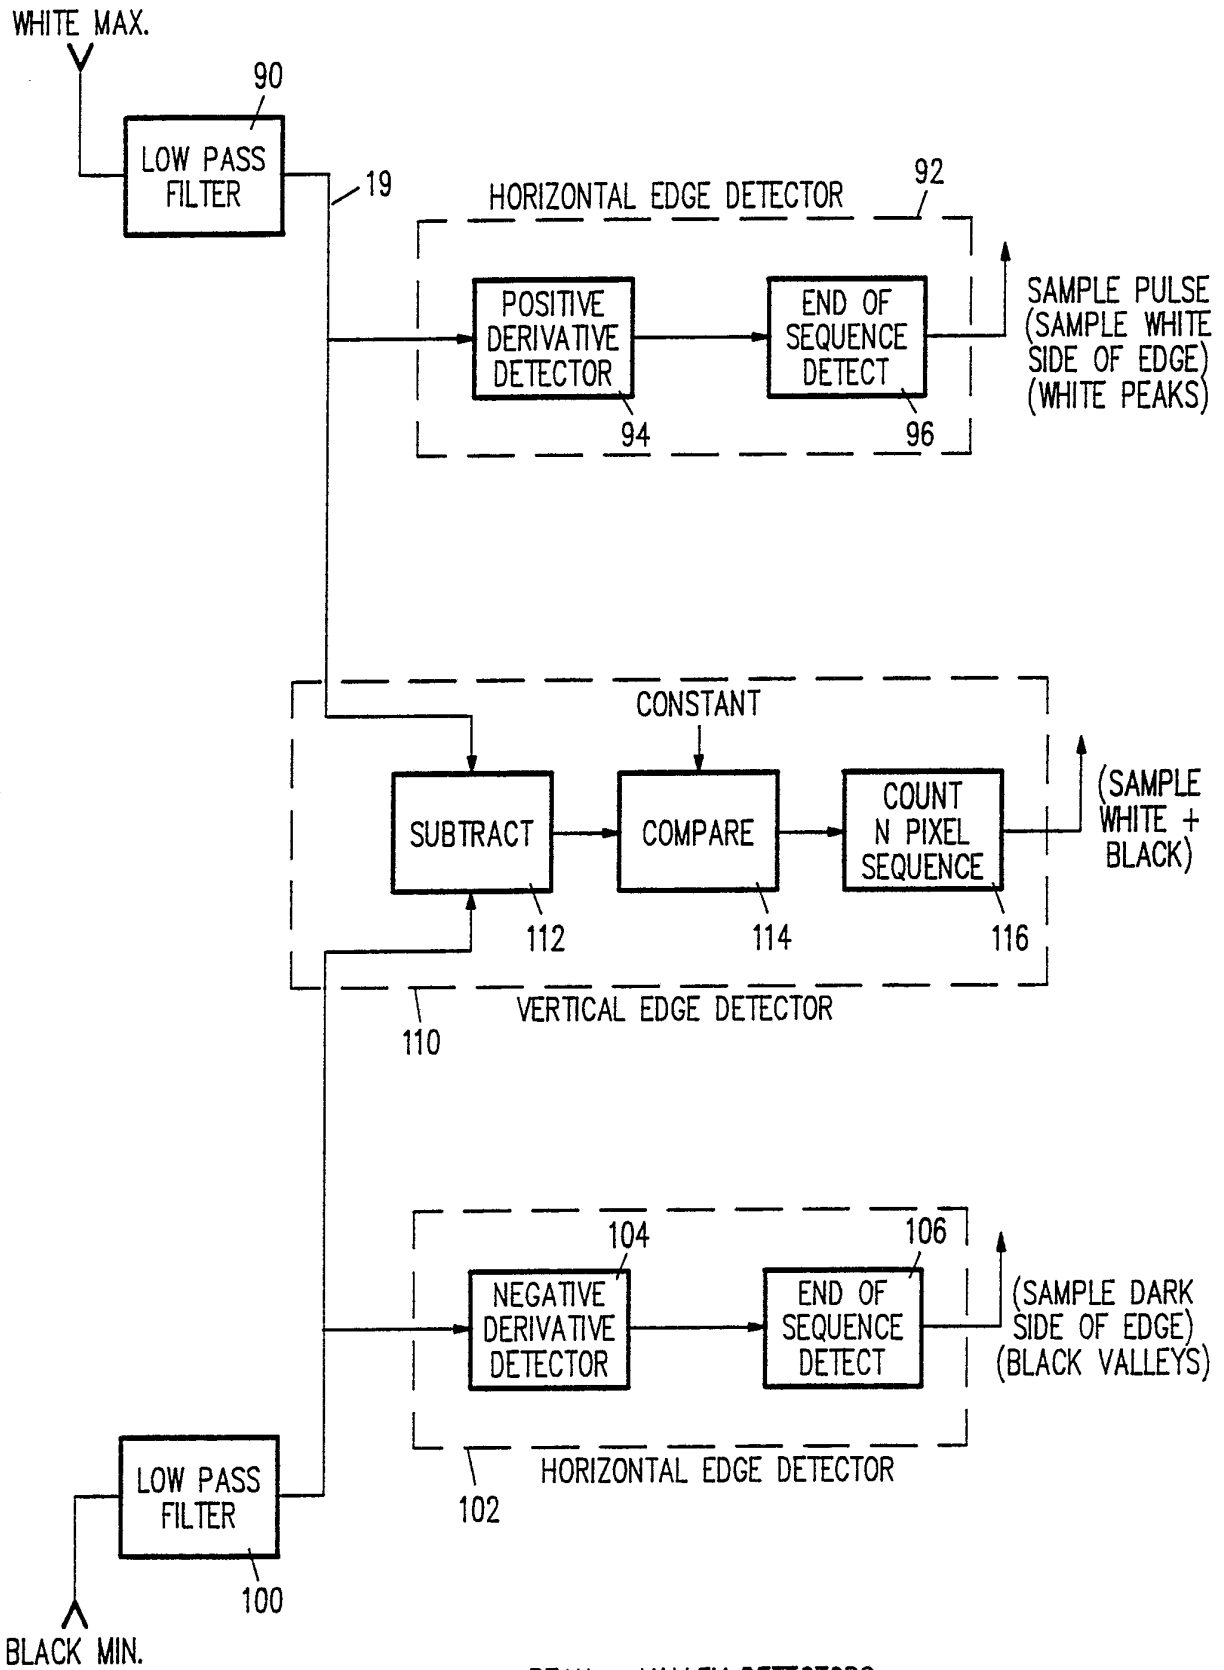 WHITE MAX.
90
LOW PASS
FILTER
19
HORIZONTAL EDGE DETECTOR
92
POSITIVE
DERIVATIVE
DETECTOR
94
END OF
SEQUENCE
DETECT
96
SAMPLE PULSE
(SAMPLE WHITE
SIDE OF EDGE)
(WHITE PEAKS)
CONSTANT
SUBTRACT
112
COMPARE
114
COUNT
N PIXEL
SEQUENCE
116
(SAMPLE
WHITE +
BLACK)
VERTICAL EDGE DETECTOR
110
104
NEGATIVE
DERIVATIVE
DETECTOR
106
END OF
SEQUENCE
DETECT
(SAMPLE DARK
SIDE OF EDGE)
(BLACK VALLEYS)
HORIZONTAL EDGE DETECTOR
102
LOW PASS
FILTER
100
BLACK MIN.
VALLEY DETECTORS